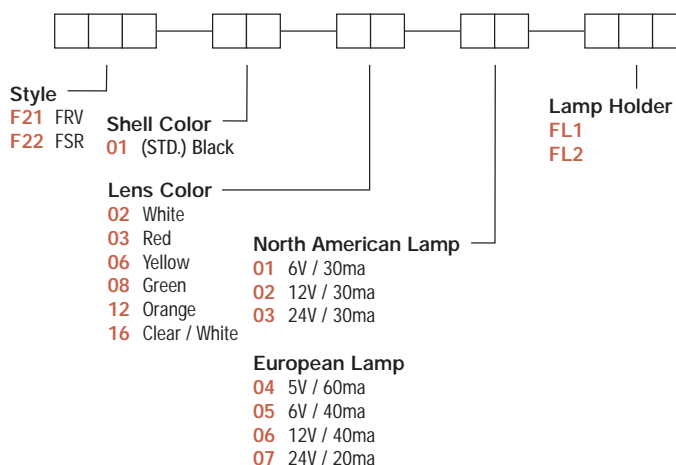 Style
F21 FRV
F22 FSR
Shell Color
01 (STD.) Black
Lens Color
02 White
03 Red
06 Yellow
08 Green
12 Orange
16 Clear / White
North American Lamp
01 6V / 30ma
02 12V / 30ma
03 24V / 30ma
European Lamp
04 5V / 60ma
05 6V / 40ma
06 12V / 40ma
07 24V / 20ma
Lamp Holder
FL1
FL2